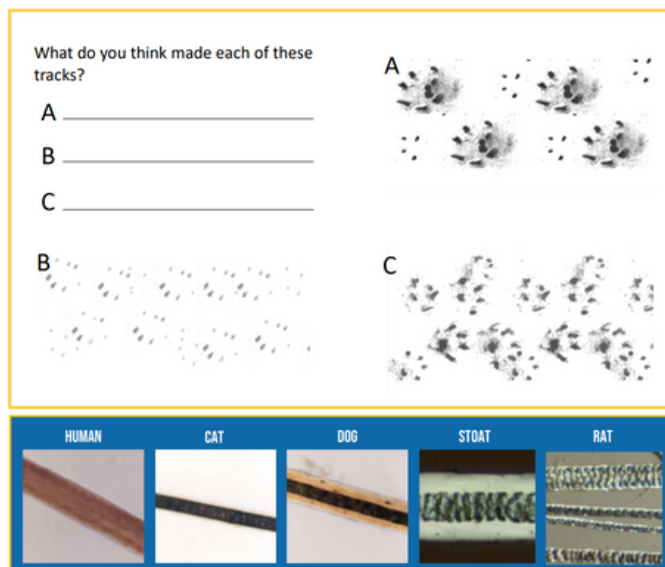 What do you think made each of these
tracks?
A
B
C
A
B
C
HUMAN
CAT
DOG
STOAT
RAT